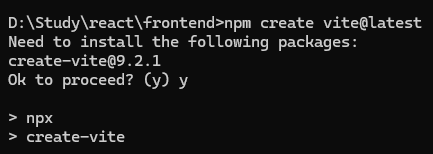 D:\Study\react\frontend>npm create vite@latest
Need to install the following packages:
create-vite@9.2.1
Ok to proceed? (y) y
> npx
> create-vite